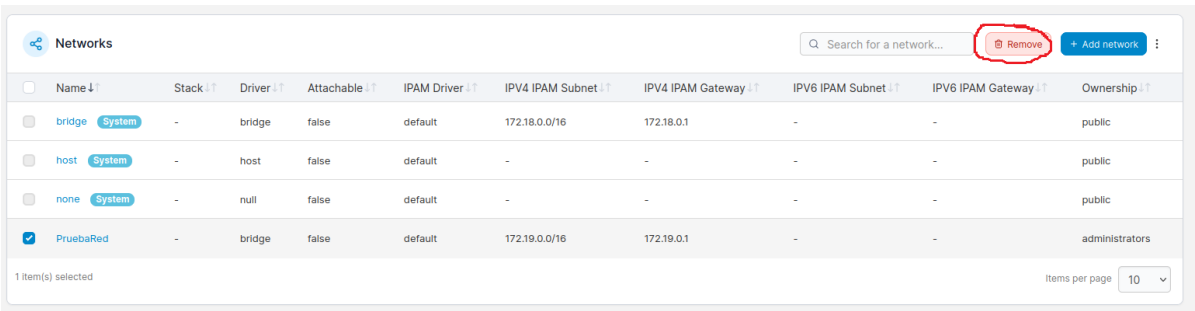 Networks Search for a network... Remove + Add network
Name Stack Driver Attachable IPAM Driver IPV4 IPAM Subnet IPV4 IPAM Gateway IPV6 IPAM Subnet IPV6 IPAM Gateway Ownership
bridge System - bridge false default 172.18.0.0/16 172.18.0.1 - - public
host System - host false default - - - - public
none System - null false default - - - - public
PruebaRed - bridge false default 172.19.0.0/16 172.19.0.1 - - administrators
1 item(s) selected Items per page 10